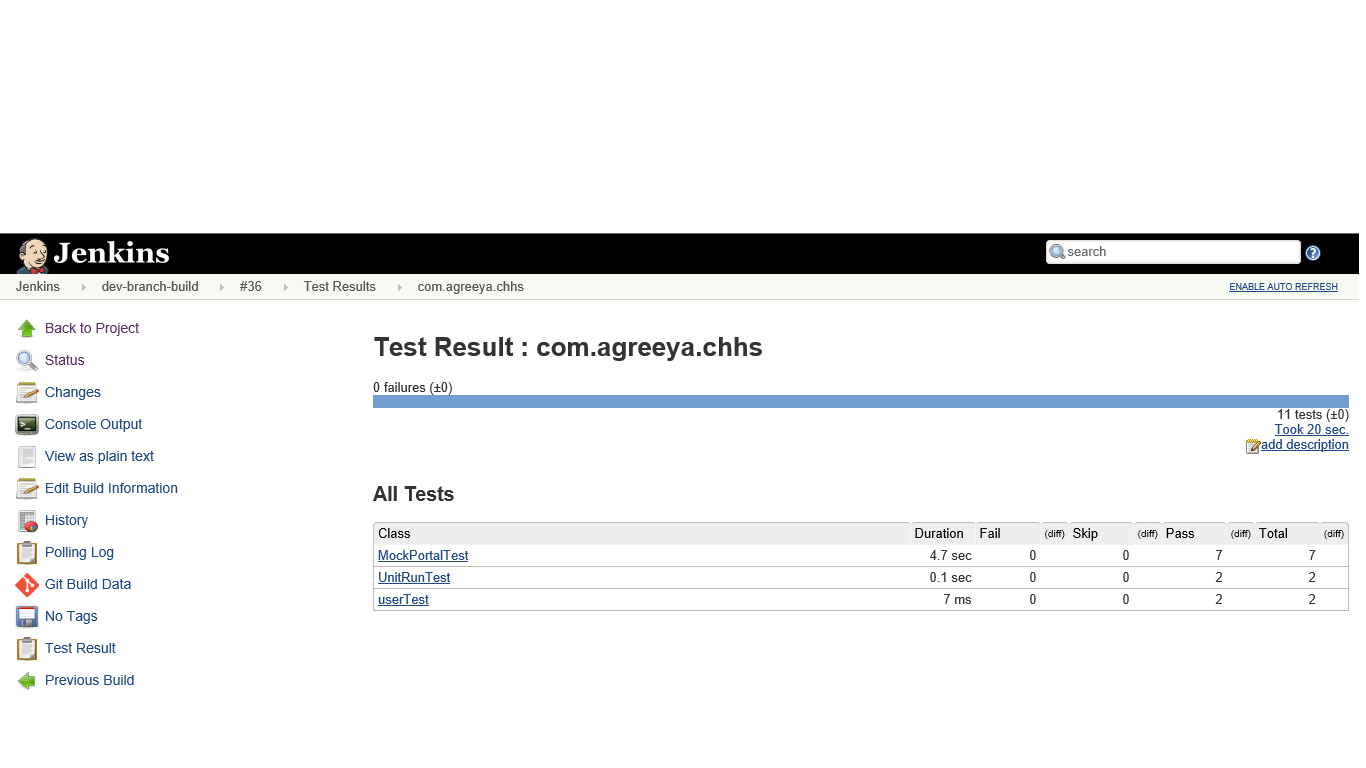 Jenkins
search
Jenkins dev-branch-build #36 Test Results com.agreeya.chhs
ENABLE AUTO REFRESH
Back to Project
Status
Changes
Console Output
View as plain text
Edit Build Information
History
Polling Log
Git Build Data
No Tags
Test Result
Previous Build
Test Result : com.agreeya.chhs
0 failures (±0)
11 tests (±0)
Took 20 sec.
add description
All Tests
Class Duration Fail (diff) Skip (diff) Pass (diff) Total (diff)
MockPortalTest 4.7 sec 0 0 7 7
UnitRunTest 0.1 sec 0 0 2 2
userTest 7 ms 0 0 2 2